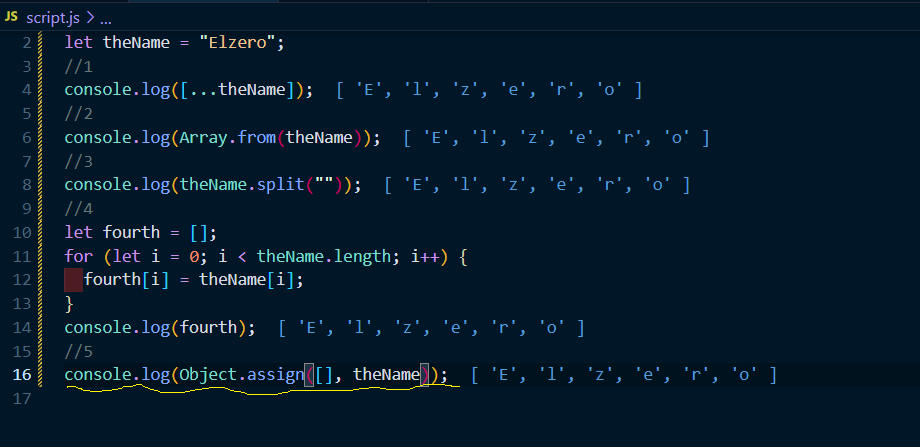 JS script.js > ...
2 let theName = "Elzero";
3 //1
4 console.log([...theName]); [ 'E', 'l', 'z', 'e', 'r', 'o' ]
5 //2
6 console.log(Array.from(theName)); [ 'E', 'l', 'z', 'e', 'r', 'o' ]
7 //3
8 console.log(theName.split("")); [ 'E', 'l', 'z', 'e', 'r', 'o' ]
9 //4
10 let fourth = [];
11 for (let i = 0; i < theName.length; i++) {
12 fourth[i] = theName[i];
13 }
14 console.log(fourth); [ 'E', 'l', 'z', 'e', 'r', 'o' ]
15 //5
16 console.log(Object.assign([], theName)); [ 'E', 'l', 'z', 'e', 'r', 'o' ]
17